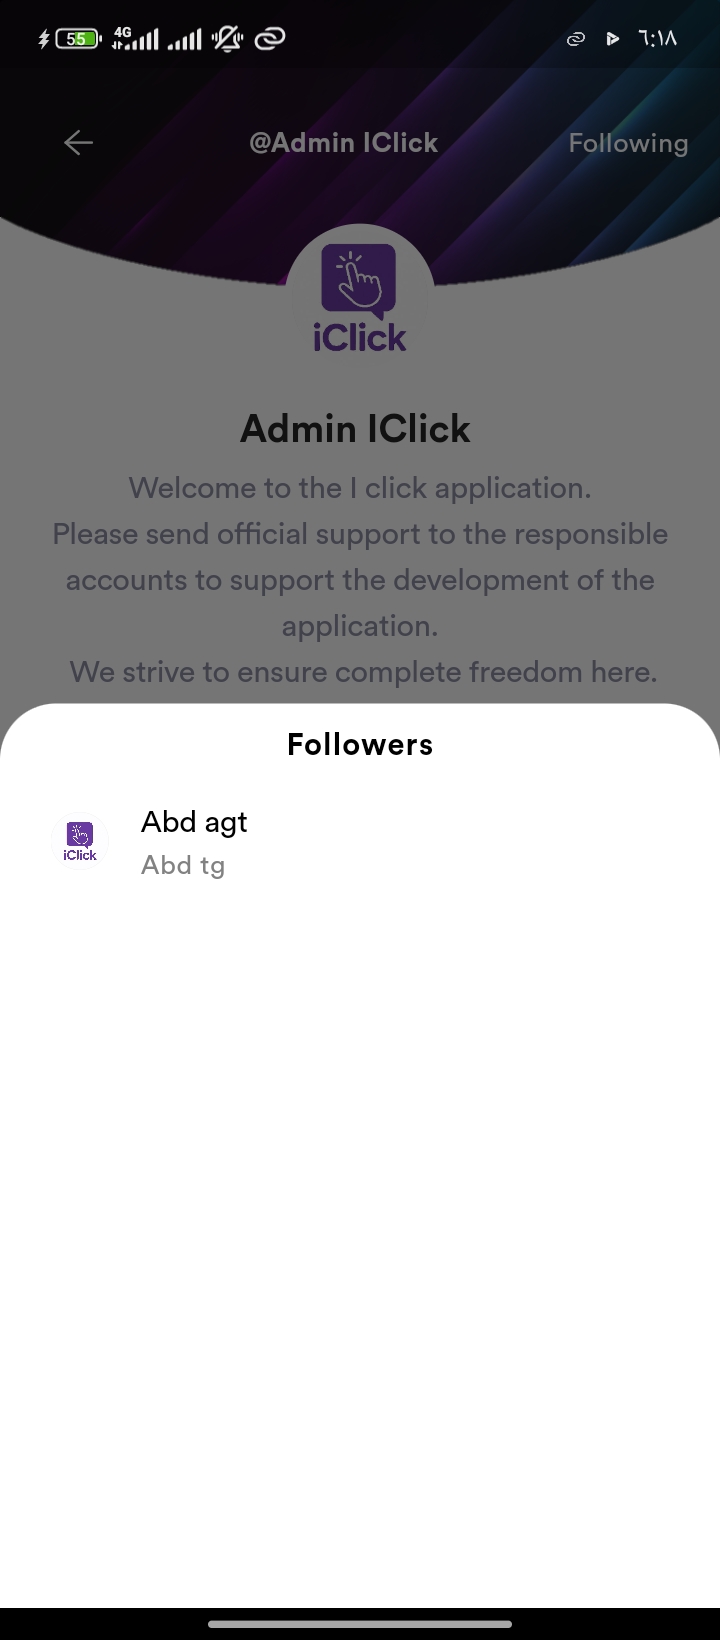 55 4G ٦:١٨
@Admin IClick Following
iClick
Admin IClick
Welcome to the I click application.
Please send official support to the responsible
accounts to support the development of the
application.
We strive to ensure complete freedom here.
Followers
Abd agt
iClick
Abd tg